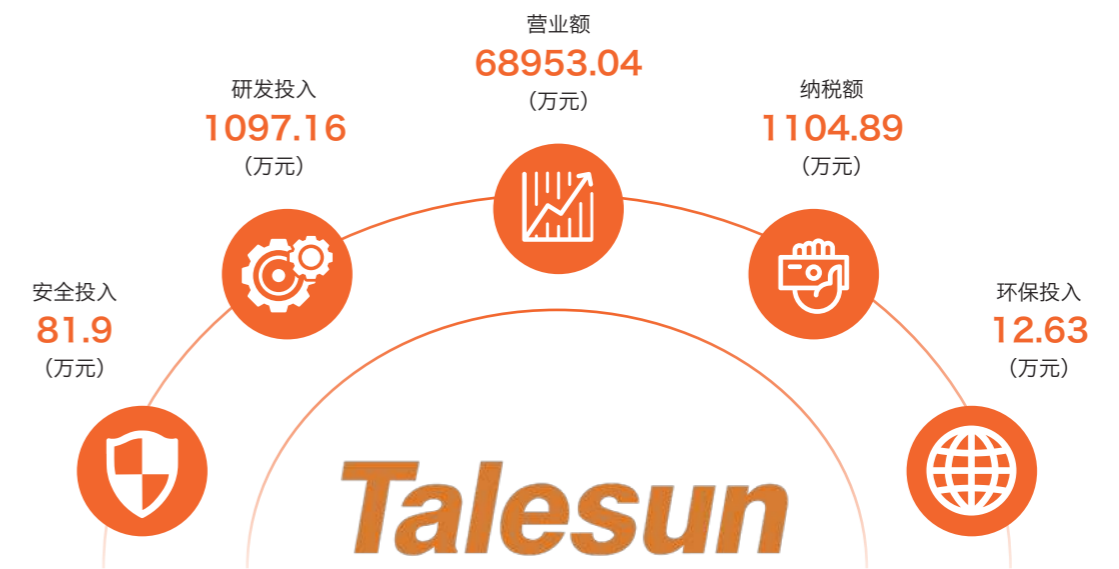 营业额
68953.04
（万元）
研发投入
1097.16
（万元）
纳税额
1104.89
（万元）
安全投入
81.9
（万元）
环保投入
12.63
（万元）
Talesun